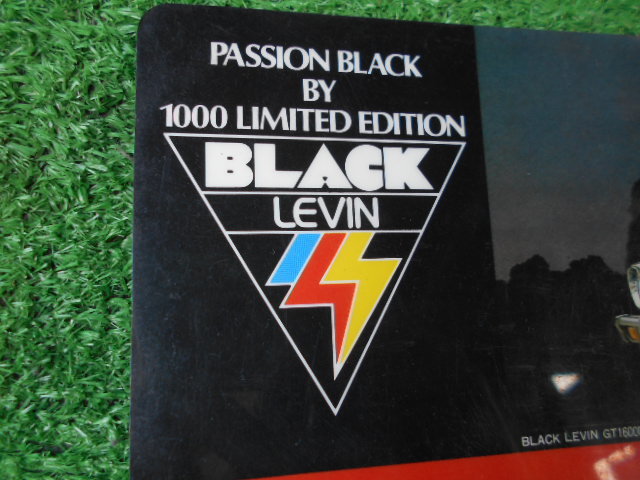 PASSION BLACK
BY
1000 LIMITED EDITION
BLACK
LEVIN
BLACK LEVIN GT1600